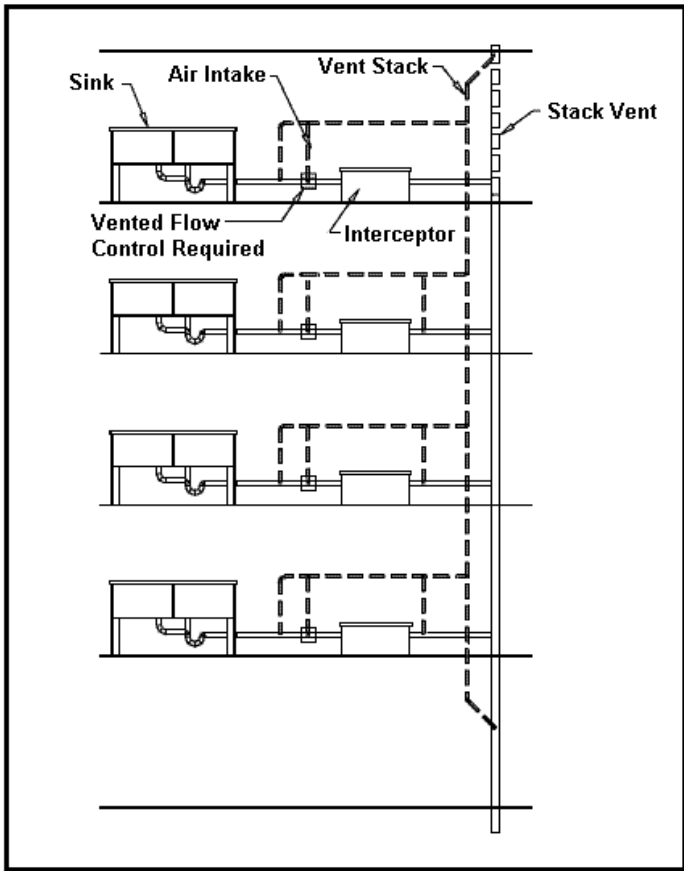 Vent Stack
Air Intake
Sink
Stack Vent
Vented Flow
Control Required
Interceptor